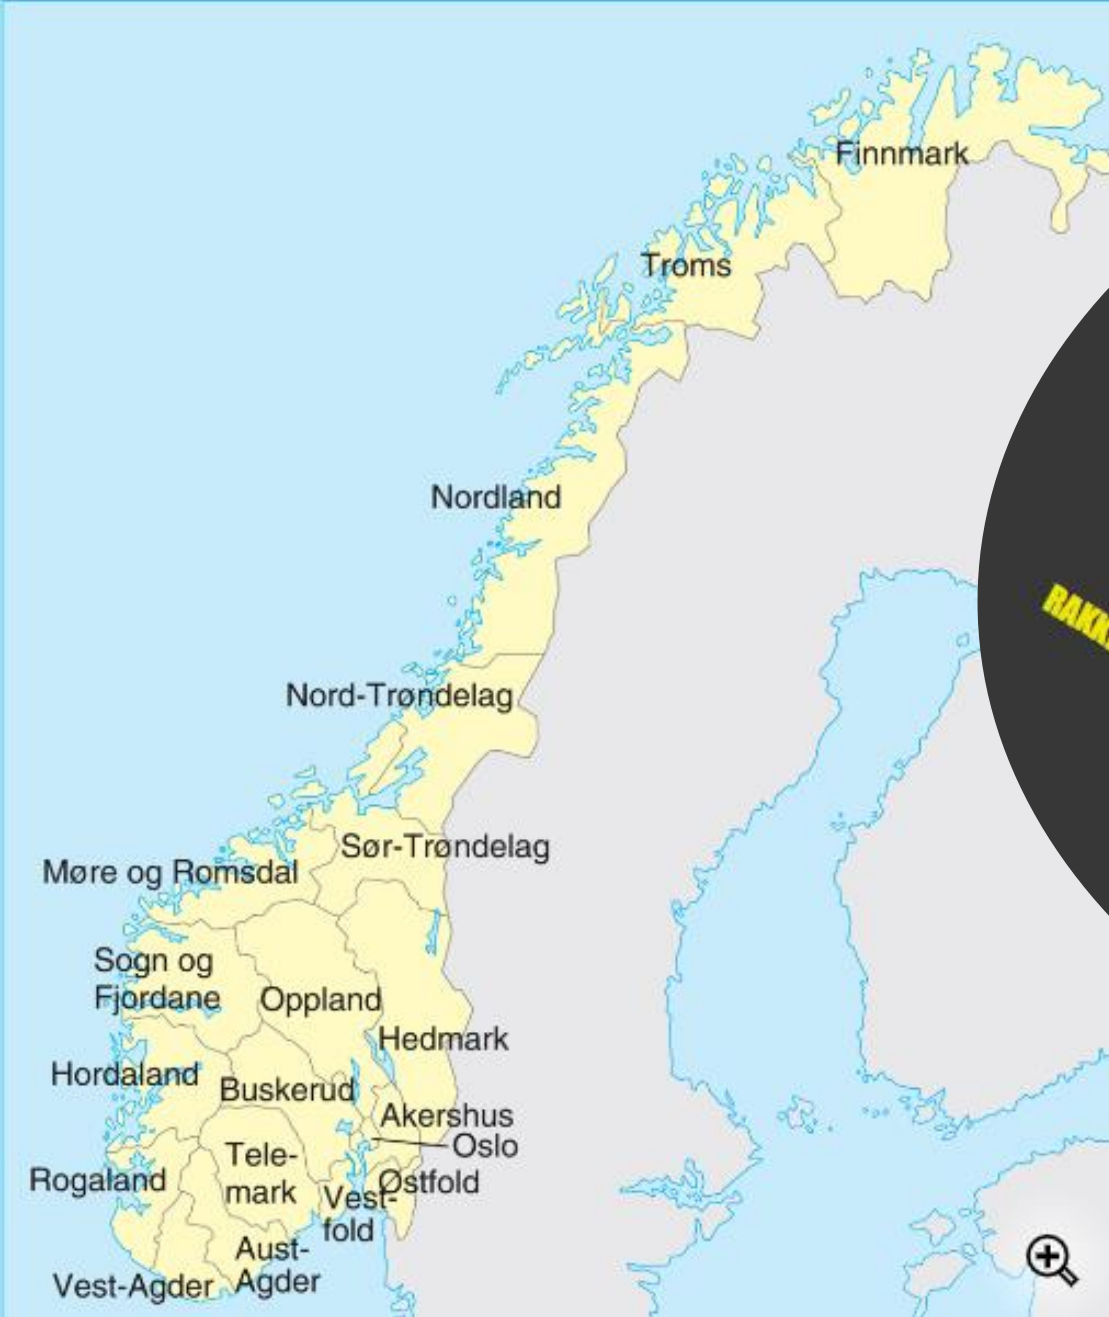 Finnmark
Troms
Nordland
Nord-Trøndelag
Sør-Trøndelag
Møre og Romsdal
Sogn og
Fjordane
Oppland
Hedmark
Hordaland
Buskerud
Akershus
Oslo
Tele-
mark
Rogaland
Østfold
Vest-
fold
Aust-
Agder
Vest-Agder